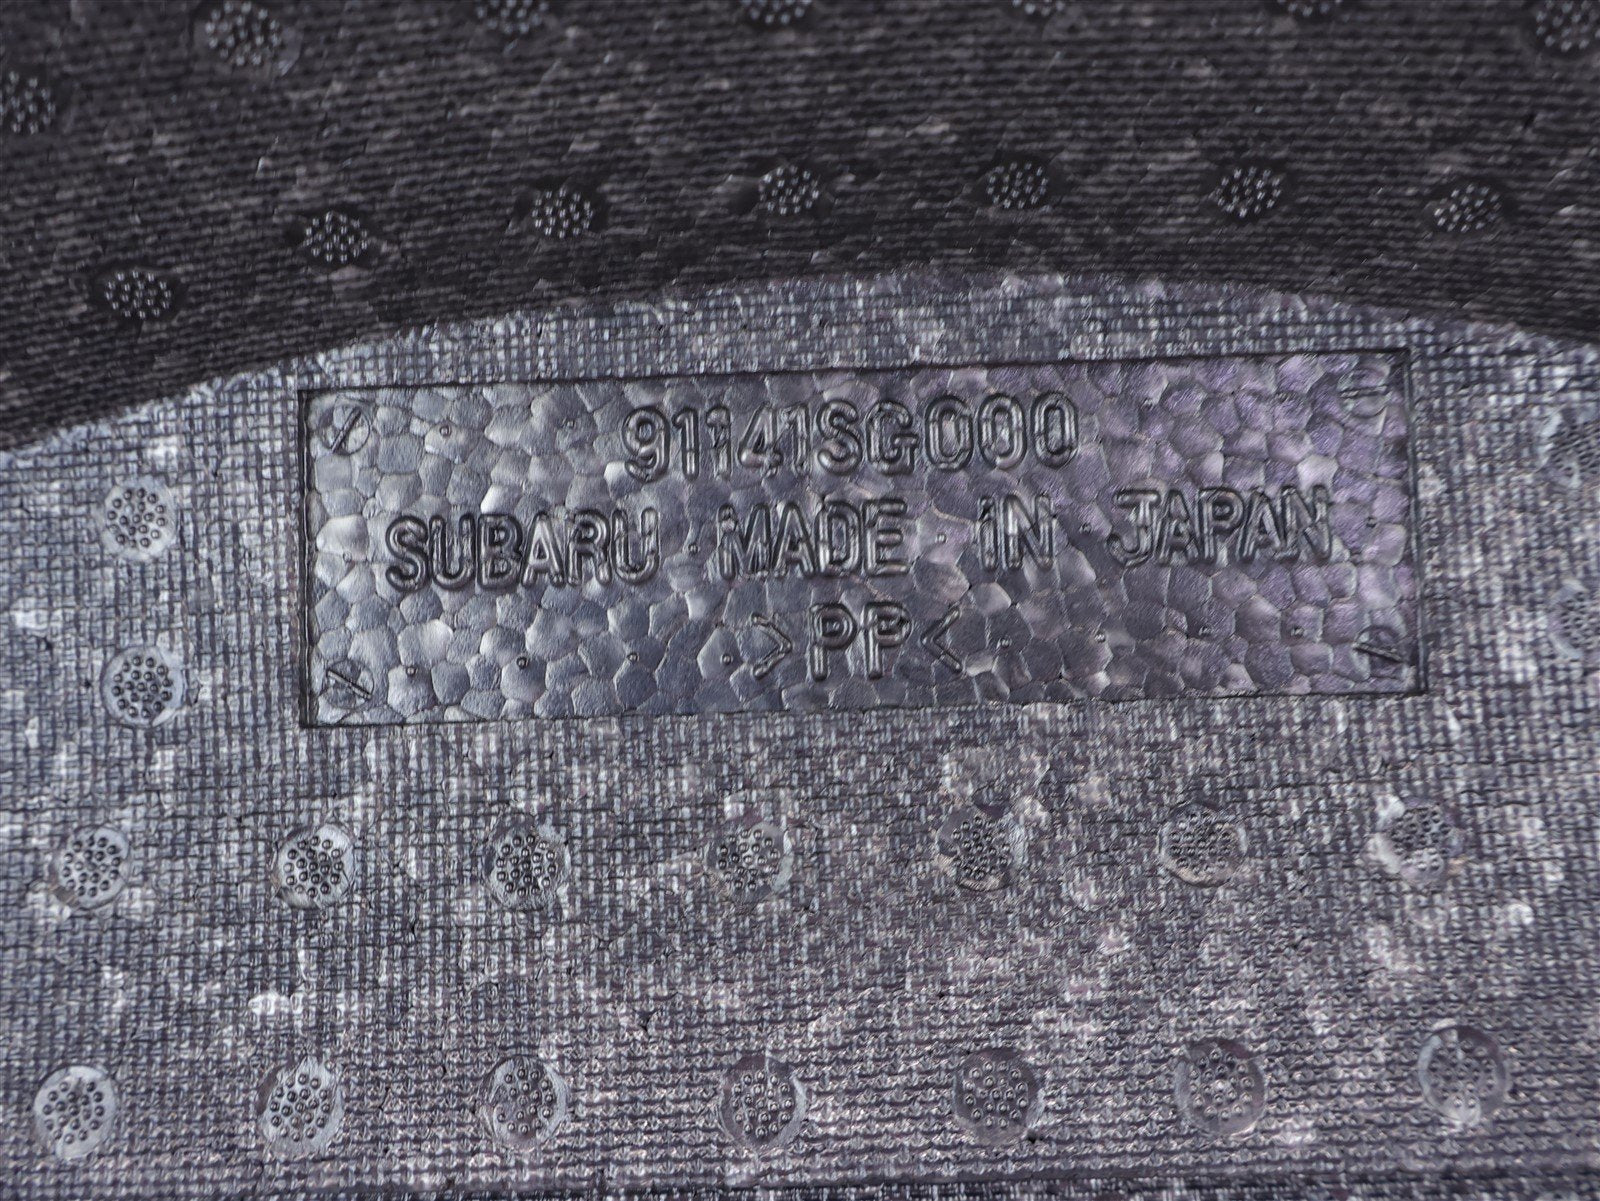 91141SG000
SUBARU MADE IN JAPAN
>PP<